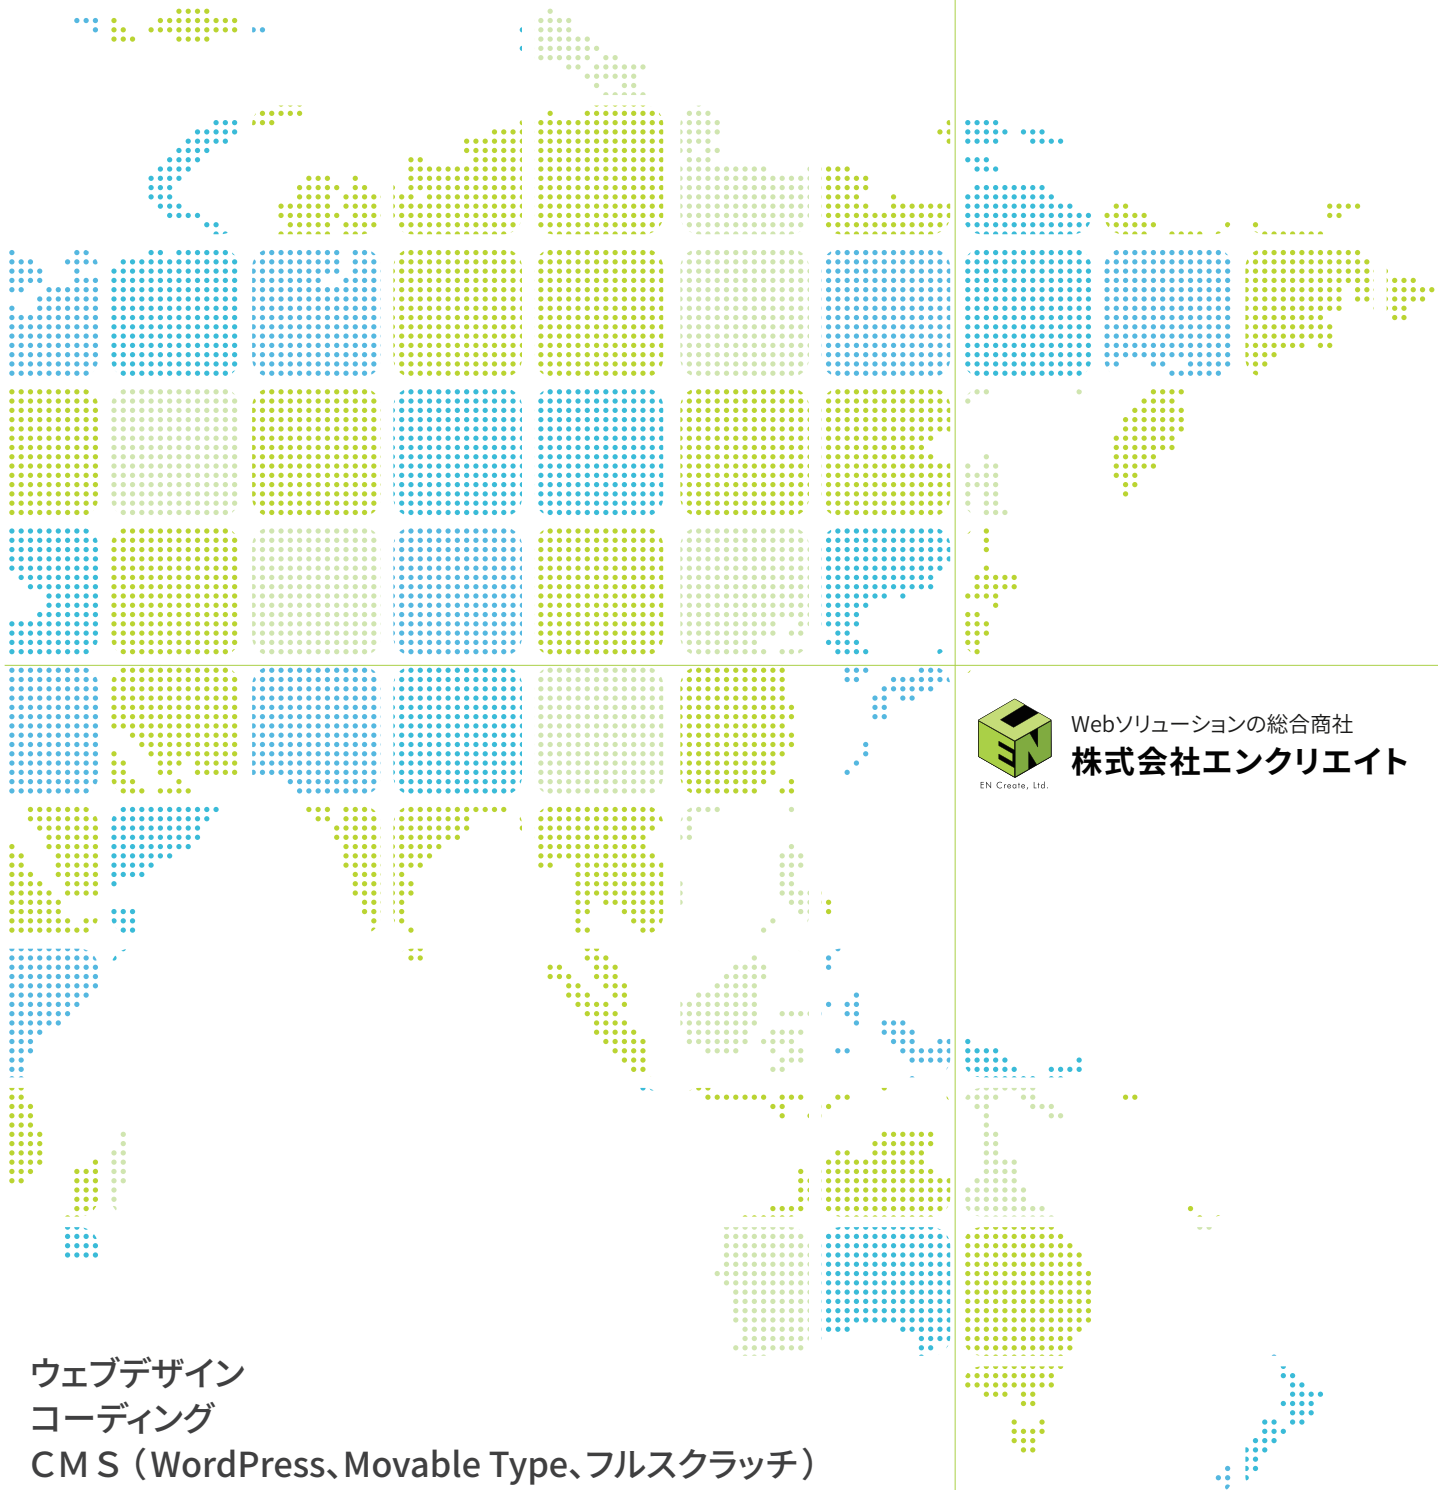 Webソリューションの総合商社
株式会社エンクリエイト
EN
EN Create, Ltd.
ウェブデザイン
コーディング
ＣＭＳ（WordPress、Movable Type、フルスクラッチ）